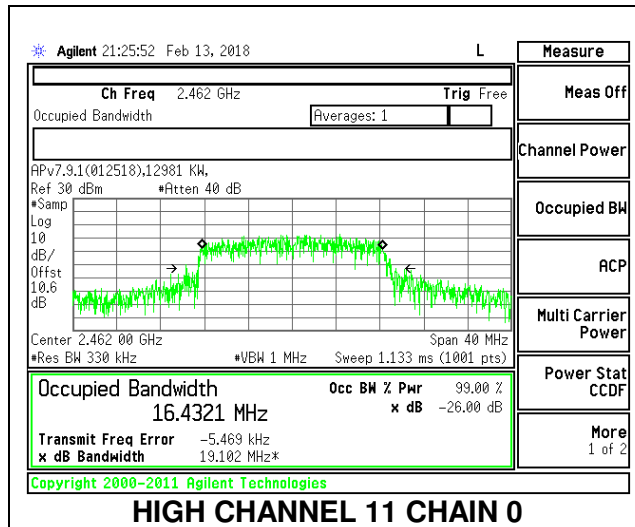 Agilent 21:25:52 Feb 13, 2018 L
Measure
Ch Freq 2.462 GHz Trig Free
Meas Off
Occupied Bandwidth Averages: 1
Channel Power
APv7.9.1(012518),12981 KW,
Ref 30 dBm #Atten 40 dB
#Samp
Log
10
dB/
Offst
10.6
dB
Occupied BW
ACP
Center 2.462 00 GHz Span 40 MHz
#Res BW 330 kHz #VBW 1 MHz Sweep 1.133 ms (1001 pts)
Multi Carrier
Power
Occupied Bandwidth Occ BW % Pwr 99.00 %
16.4321 MHz x dB -26.00 dB
Power Stat
CCDF
Transmit Freq Error -5.469 kHz
x dB Bandwidth 19.102 MHz*
More
1 of 2
Copyright 2000-2011 Agilent Technologies
HIGH CHANNEL 11 CHAIN 0